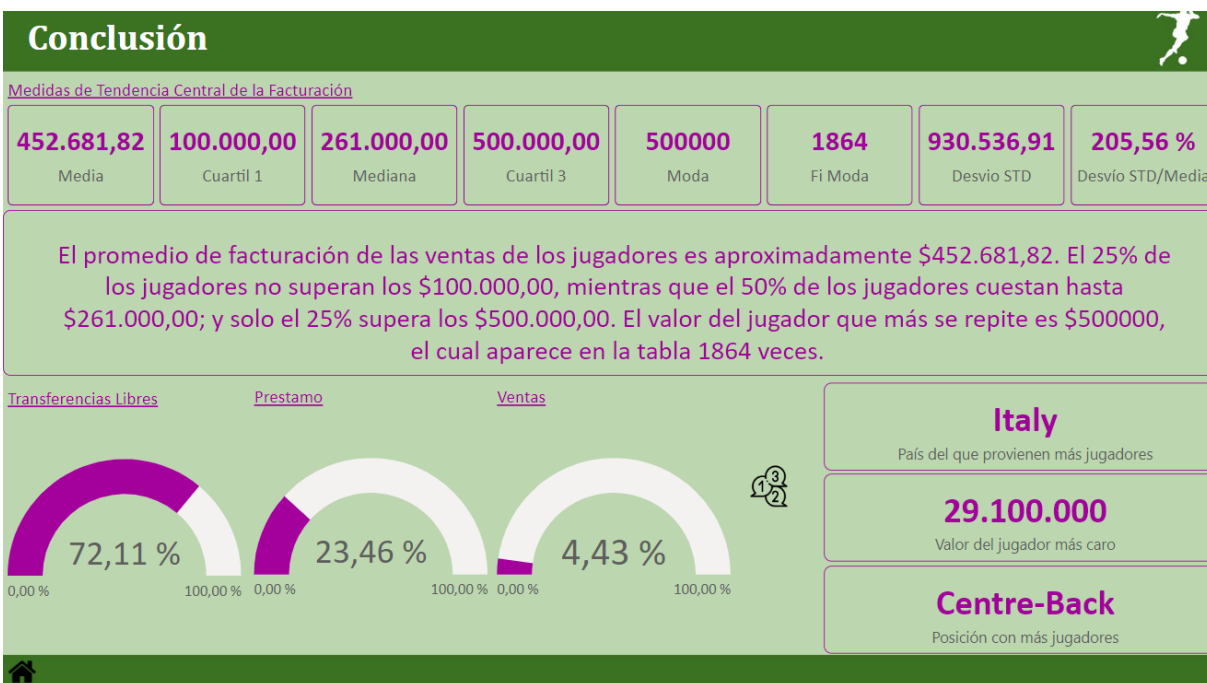 Conclusión
Medidas de Tendencia Central de la Facturación
452.681,82
Media
100.000,00
Cuartil 1
261.000,00
Mediana
500.000,00
Cuartil 3
500000
Moda
1864
Fi Moda
930.536,91
Desvio STD
205,56 %
Desvío STD/Media
El promedio de facturación de las ventas de los jugadores es aproximadamente $452.681,82. El 25% de
los jugadores no superan los $100.000,00, mientras que el 50% de los jugadores cuestan hasta
$261.000,00; y solo el 25% supera los $500.000,00. El valor del jugador que más se repite es $500000,
el cual aparece en la tabla 1864 veces.
Transferencias Libres
72,11 %
0,00 %
100,00 %
Prestamo
23,46 %
0,00 %
100,00 %
Ventas
4,43 %
0,00 %
100,00 %
1 3
2
Italy
País del que provienen más jugadores
29.100.000
Valor del jugador más caro
Centre-Back
Posición con más jugadores